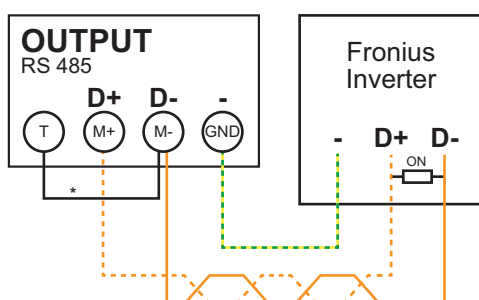 OUTPUT
RS 485
D+ D- -
T M+ M- GND
*
Fronius
Inverter
- D+ D-
ON